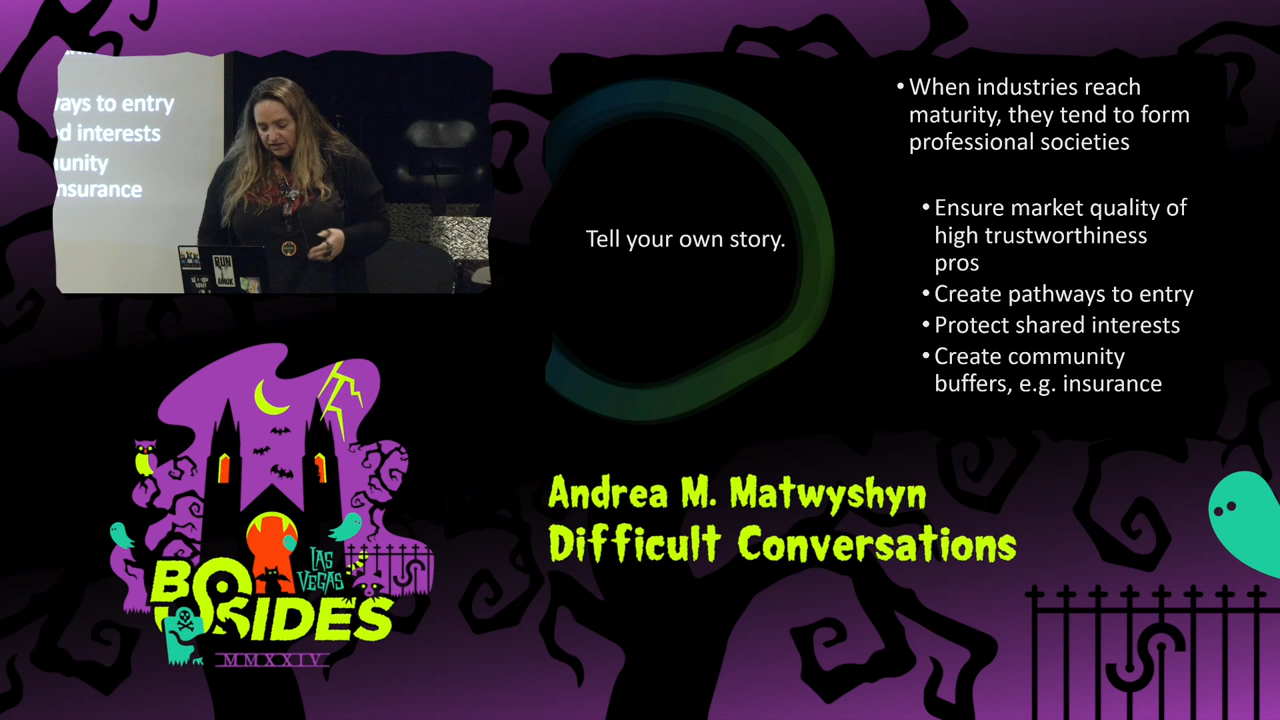 ways to entry
d interests
unity
nsurance
RUN
AMOK
Tell your own story.
• When industries reach
maturity, they tend to form
professional societies
• Ensure market quality of
high trustworthiness
pros
• Create pathways to entry
• Protect shared interests
• Create community
buffers, e.g. insurance
Andrea M. Matwyshyn
Difficult Conversations
LAS
VEGAS
BSIDES
MMXXIV